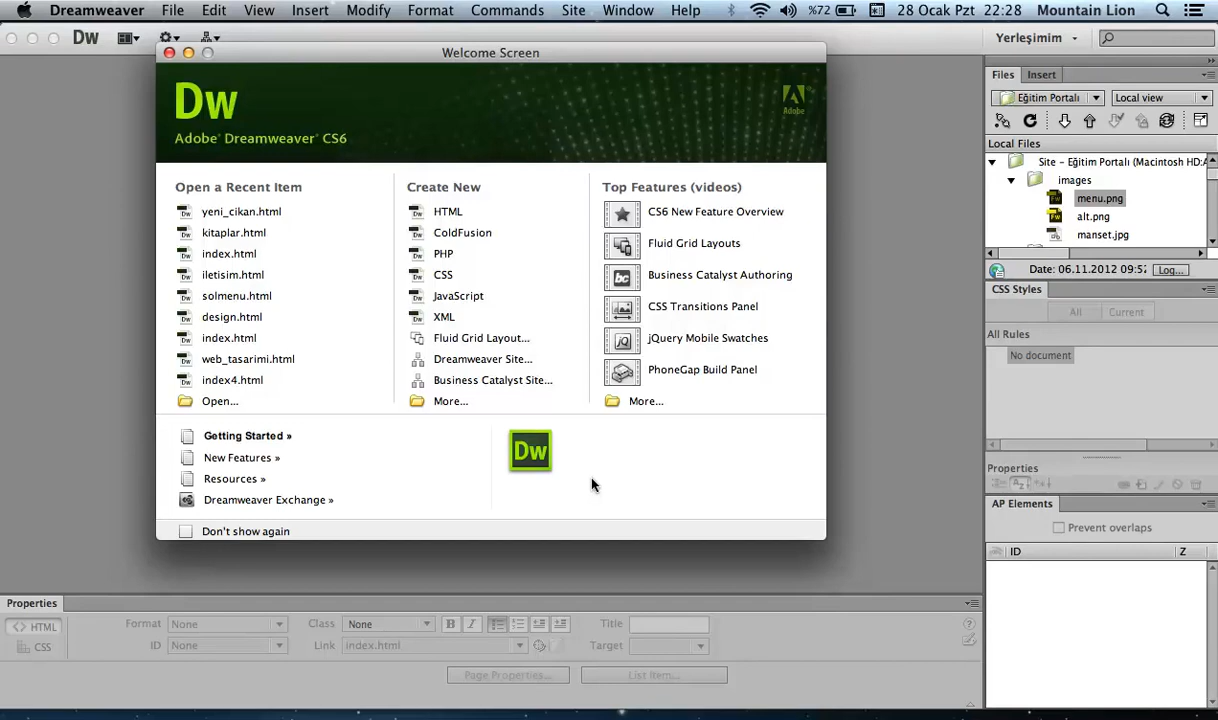 Dreamweaver File Edit View Insert Modify Format Commands Site Window Help %72 28 Ocak Pzt 22:28 Mountain Lion
Dw Yerleşimim
Welcome Screen
Dw
Adobe
Adobe® Dreamweaver® CS6
Open a Recent Item
yeni_cikan.html
kitaplar.html
index.html
iletisim.html
solmenu.html
design.html
index.html
web_tasarimi.html
index4.html
Open...
Create New
HTML
ColdFusion
PHP
CSS
JavaScript
XML
Fluid Grid Layout...
Dreamweaver Site...
Business Catalyst Site...
More...
Top Features (videos)
CS6 New Feature Overview
Fluid Grid Layouts
Business Catalyst Authoring
CSS Transitions Panel
jQuery Mobile Swatches
PhoneGap Build Panel
More...
Getting Started »
New Features »
Resources »
Dreamweaver Exchange »
Dw
Don't show again
Files Insert
Eğitim Portalı Local view
Local Files
Site - Eğitim Portalı (Macintosh HD:
images
menu.png
alt.png
manset.jpg
Date: 06.11.2012 09:52 Log...
CSS Styles
All Current
All Rules
No document
Properties
AP Elements
Prevent overlaps
ID Z
Properties
HTML Format None Class None B I Title
CSS ID None Link index.html Target
Page Properties... List Item...